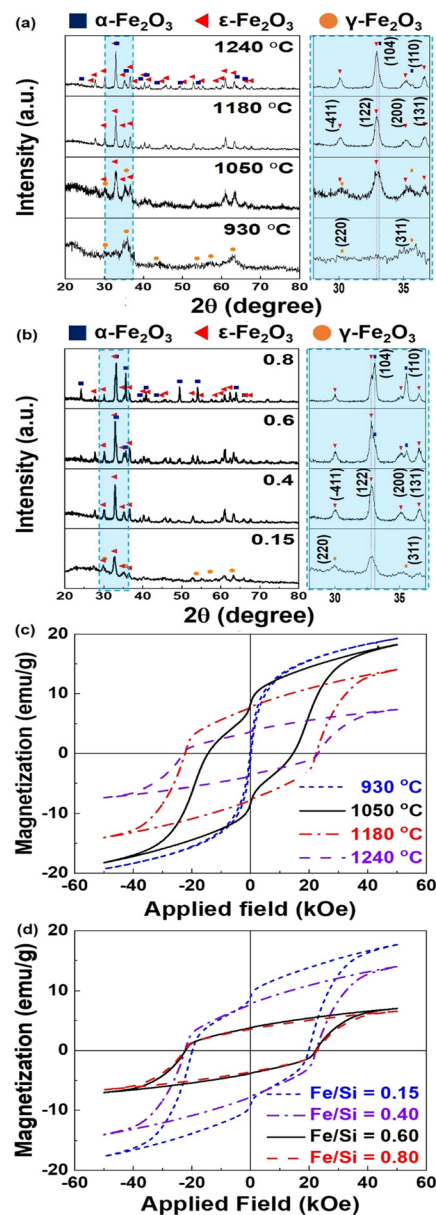 (a)
α-Fe2O3 ε-Fe2O3 γ-Fe2O3
1240 °C
(104)
(110)
1180 °C
(-411)
(122)
(200)
(131)
1050 °C
930 °C
(220)
(311)
Intensity (a.u.)
20 30 40 50 60 70 80
30 35
2θ (degree)
(b)
α-Fe2O3 ε-Fe2O3 γ-Fe2O3
0.8
(104)
(110)
0.6
0.4
(-411)
(122)
(200)
(131)
0.15
(220)
(311)
Intensity (a.u.)
20 30 40 50 60 70 80
30 35
2θ (degree)
(c)
20
10
0
-10
-20
Magnetization (emu/g)
930 °C
1050 °C
1180 °C
1240 °C
-60 -40 -20 0 20 40 60
Applied field (kOe)
(d)
20
10
0
-10
-20
Magnetization (emu/g)
Fe/Si = 0.15
Fe/Si = 0.40
Fe/Si = 0.60
Fe/Si = 0.80
-60 -40 -20 0 20 40 60
Applied Field (kOe)